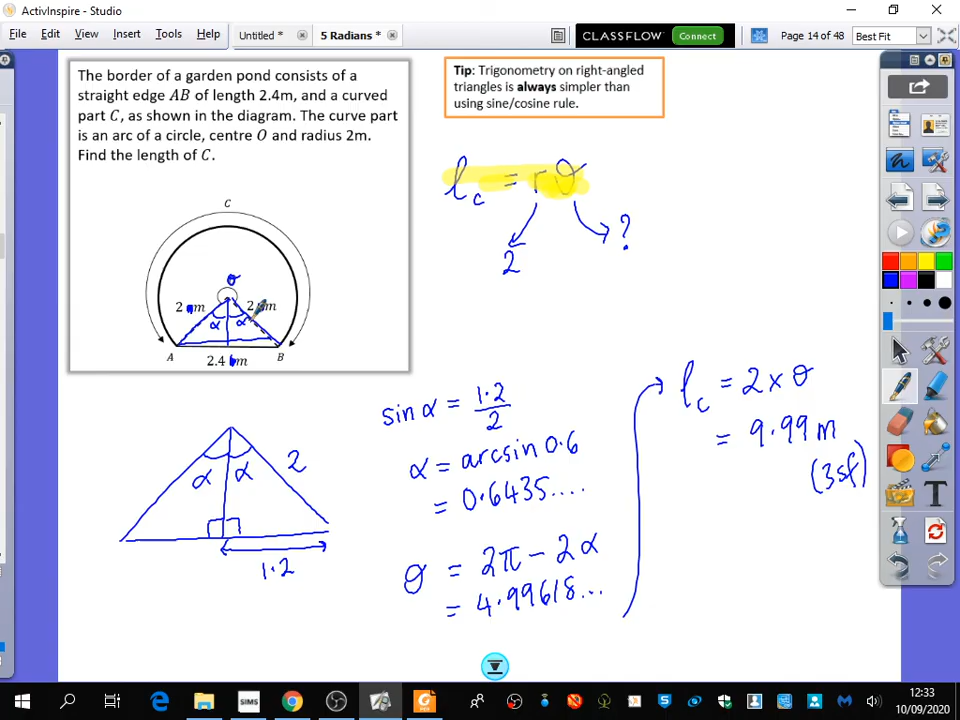 ActivInspire - Studio
File Edit View Insert Tools Help
Untitled *
5 Radians *
CLASSFLOW
Connect
Page 14 of 48
Best Fit
The border of a garden pond consists of a
straight edge AB of length 2.4m, and a curved
part C, as shown in the diagram. The curve part
is an arc of a circle, centre O and radius 2m.
Find the length of C.
Tip: Trigonometry on right-angled
triangles is always simpler than
using sine/cosine rule.
l_c = rθ
2
?
C
θ
2 m
2 m
α
α
A
2.4 m
B
α
α
2
1.2
sin α = 1.2/2
α = arcsin 0.6
= 0.6435....
θ = 2π - 2α
= 4.99618...
l_c = 2 x θ
= 9.99 m
(3sf)
SIMS
12:33
10/09/2020